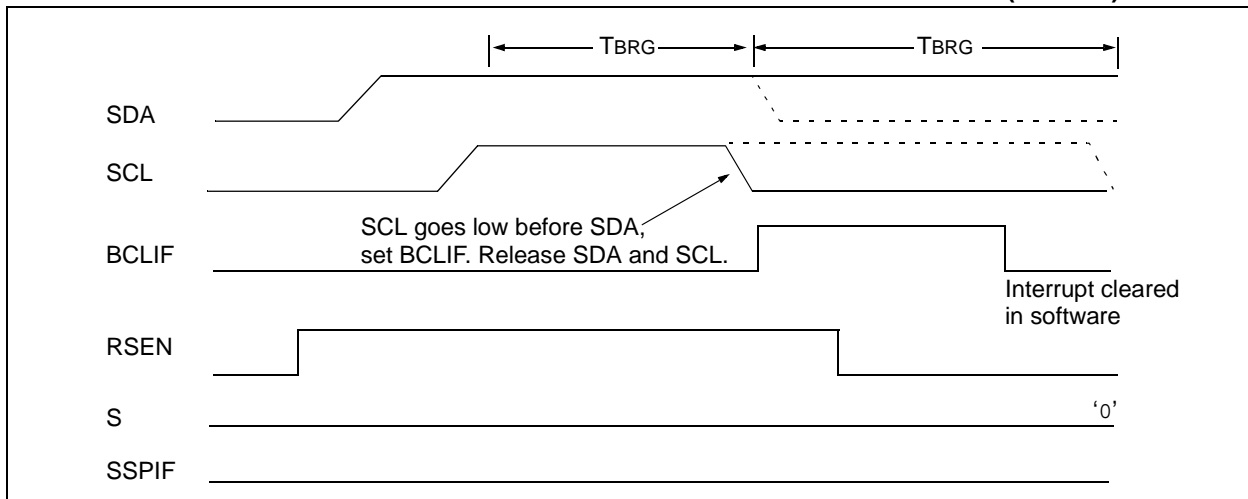 TBRG TBRG
SDA
SCL
SCL goes low before SDA,
set BCLIF. Release SDA and SCL.
BCLIF
Interrupt cleared
in software
RSEN
S
‘0’
SSPIF